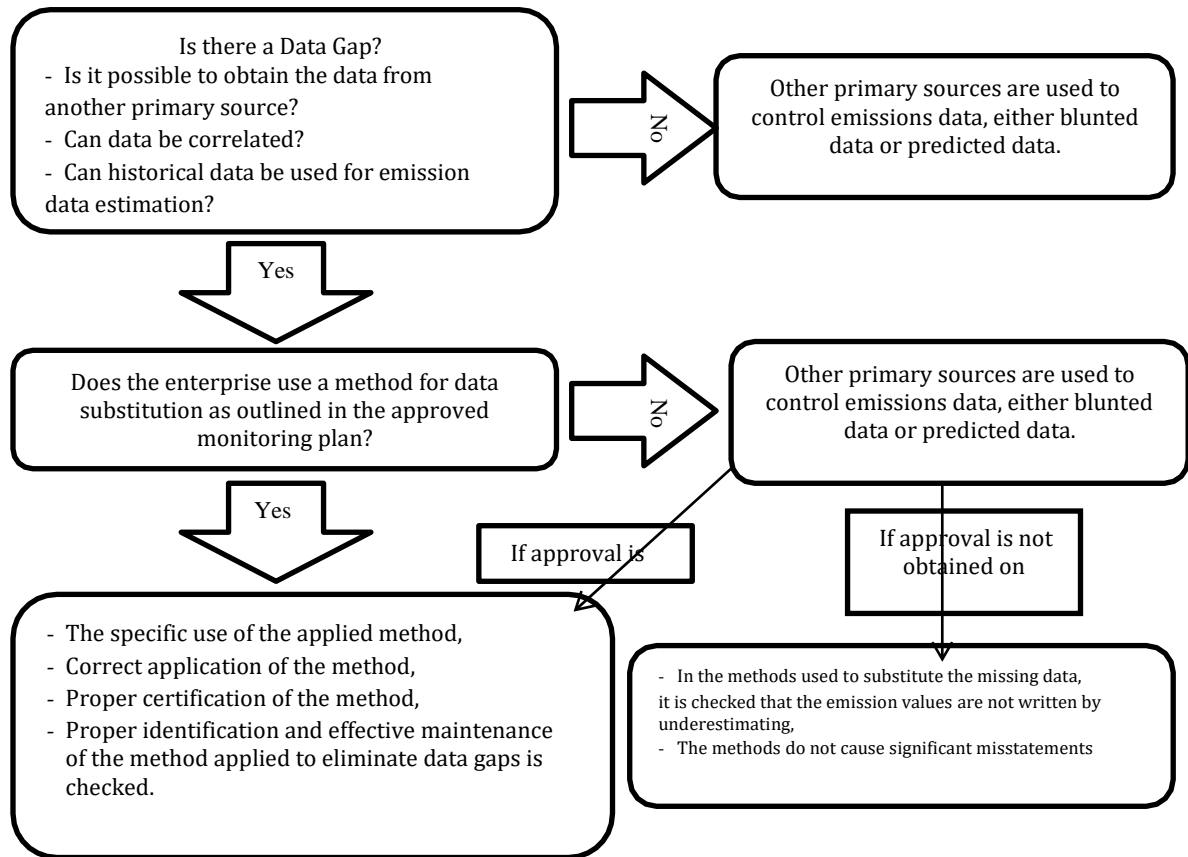 Is there a Data Gap?
- Is it possible to obtain the data from
another primary source?
- Can data be correlated?
- Can historical data be used for emission
data estimation?
No
Other primary sources are used to
control emissions data, either blunted
data or predicted data.
Yes
Does the enterprise use a method for data
substitution as outlined in the approved
monitoring plan?
No
Other primary sources are used to
control emissions data, either blunted
data or predicted data.
Yes
If approval is
If approval is not
obtained on
- The specific use of the applied method,
- Correct application of the method,
- Proper certification of the method,
- Proper identification and effective maintenance
of the method applied to eliminate data gaps is
checked.
- In the methods used to substitute the missing data,
it is checked that the emission values are not written by
underestimating,
- The methods do not cause significant misstatements